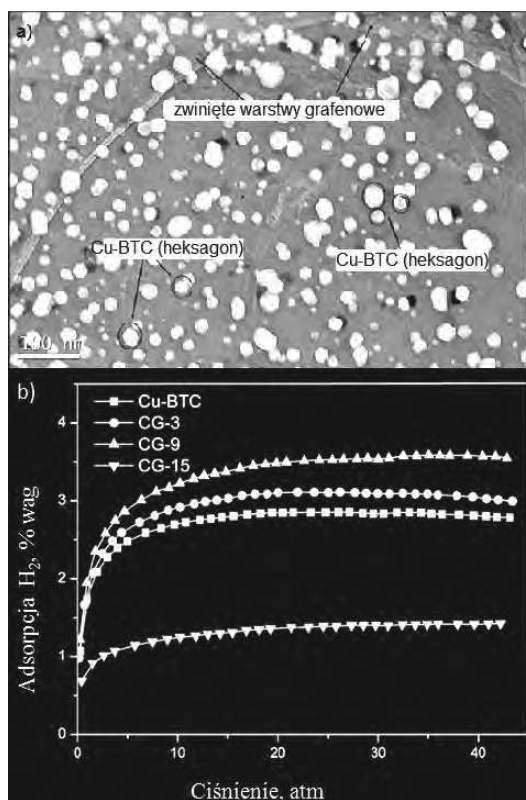 a)
zwinięte warstwy grafenowe
Cu-BTC (heksagon)
Cu-BTC (heksagon)
nm
b)
Cu-BTC
CG-3
CG-9
CG-15
4
3
2
1
0
Adsorpcja H₂, % wag
0 10 20 30 40
Ciśnienie, atm